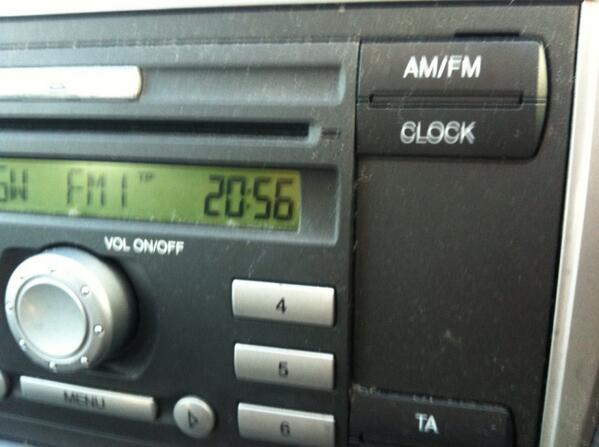 AM/FM
CLOCK
FM1 TP 20:56
VOL ON/OFF
4
5
MENU
6
TA